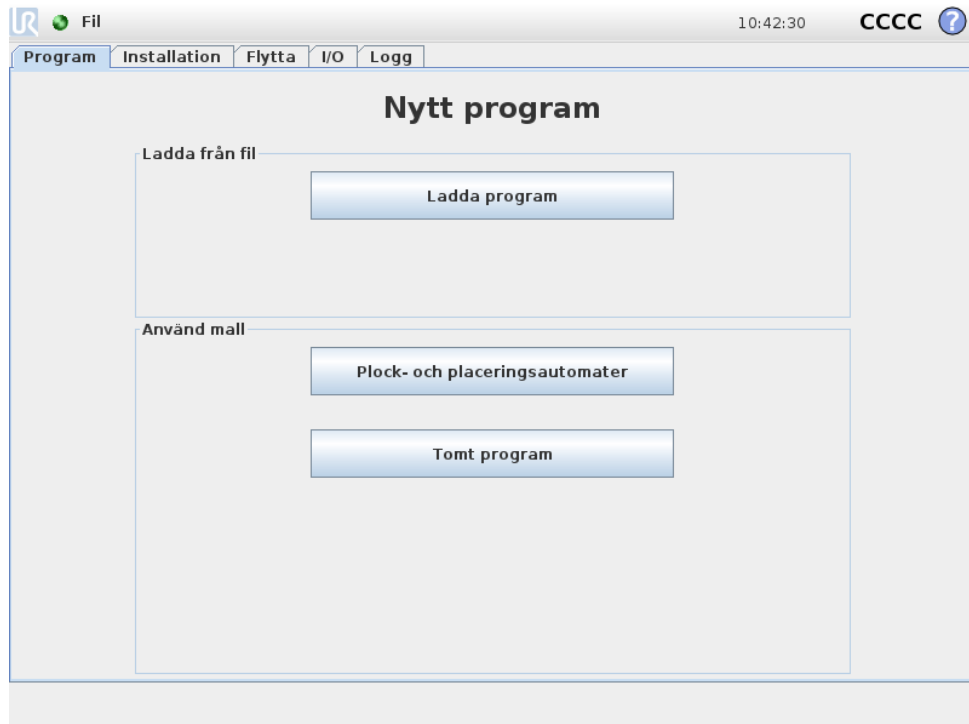 UR Fil 10:42:30 CCCC ?
Program Installation Flytta I/O Logg
Nytt program
Ladda från fil
Ladda program
Använd mall
Plock- och placeringsautomater
Tomt program